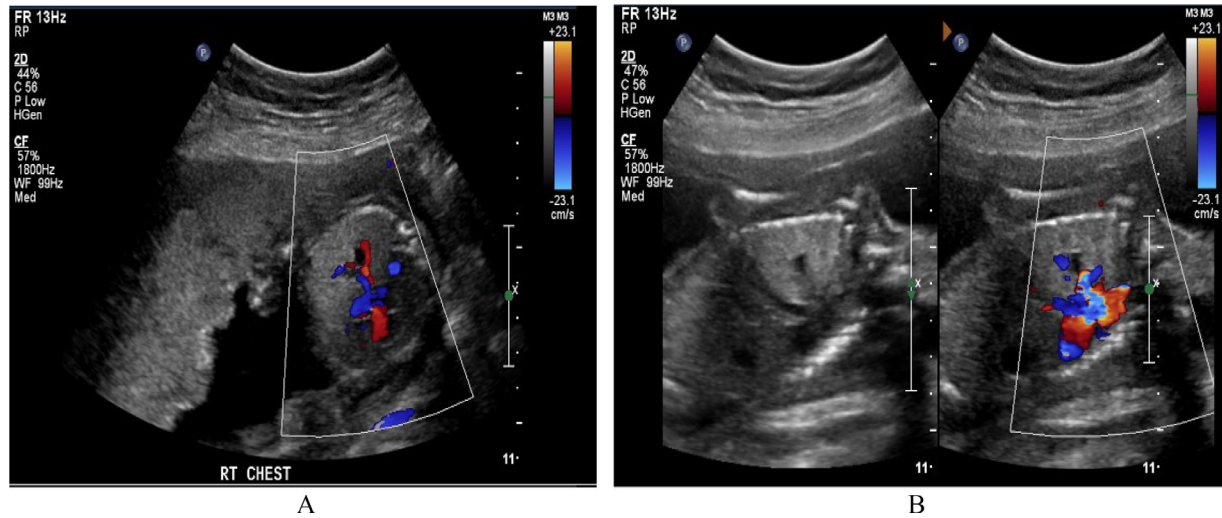 FR 13Hz
RP
2D
44%
C 56
P Low
HGen
CF
57%
1800Hz
WF 99Hz
Med
P
M3 M3
+23.1
-23.1
cm/s
X
11
RT CHEST
A
FR 13Hz
RP
2D
47%
C 56
P Low
HGen
CF
57%
1800Hz
WF 99Hz
Med
P
P
M3 M3
+23.1
-23.1
cm/s
X
X
11
11
B